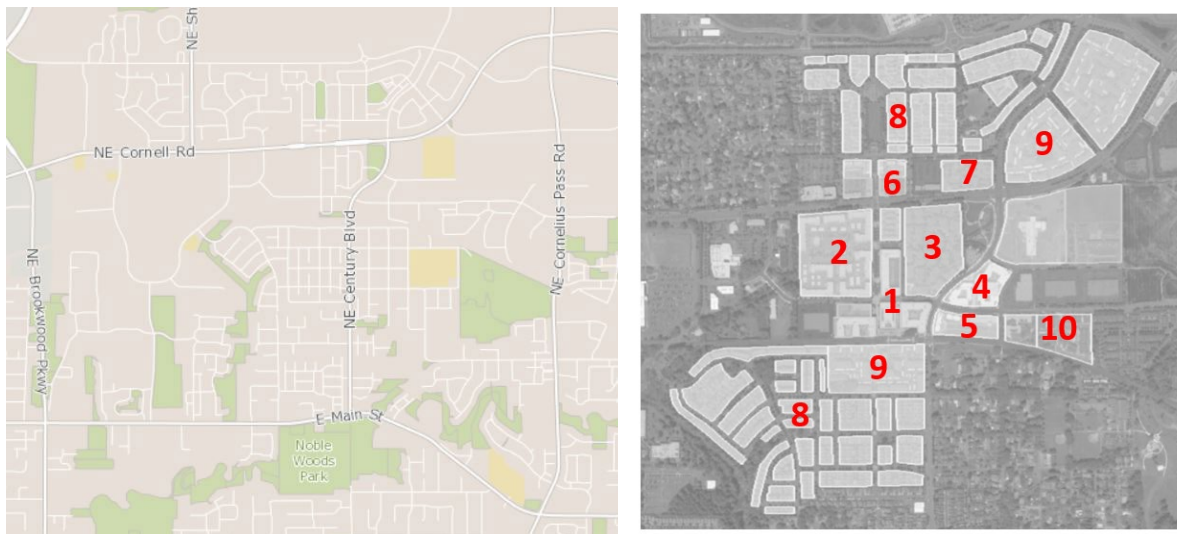 NE Sh
NE Cornell Rd
NE Century Blvd
NE Cornelius Pass Rd
NE Brookwood Pkwy
E Main St
Noble
Woods
Park
8
9
6
7
2
3
4
1
5
10
9
8